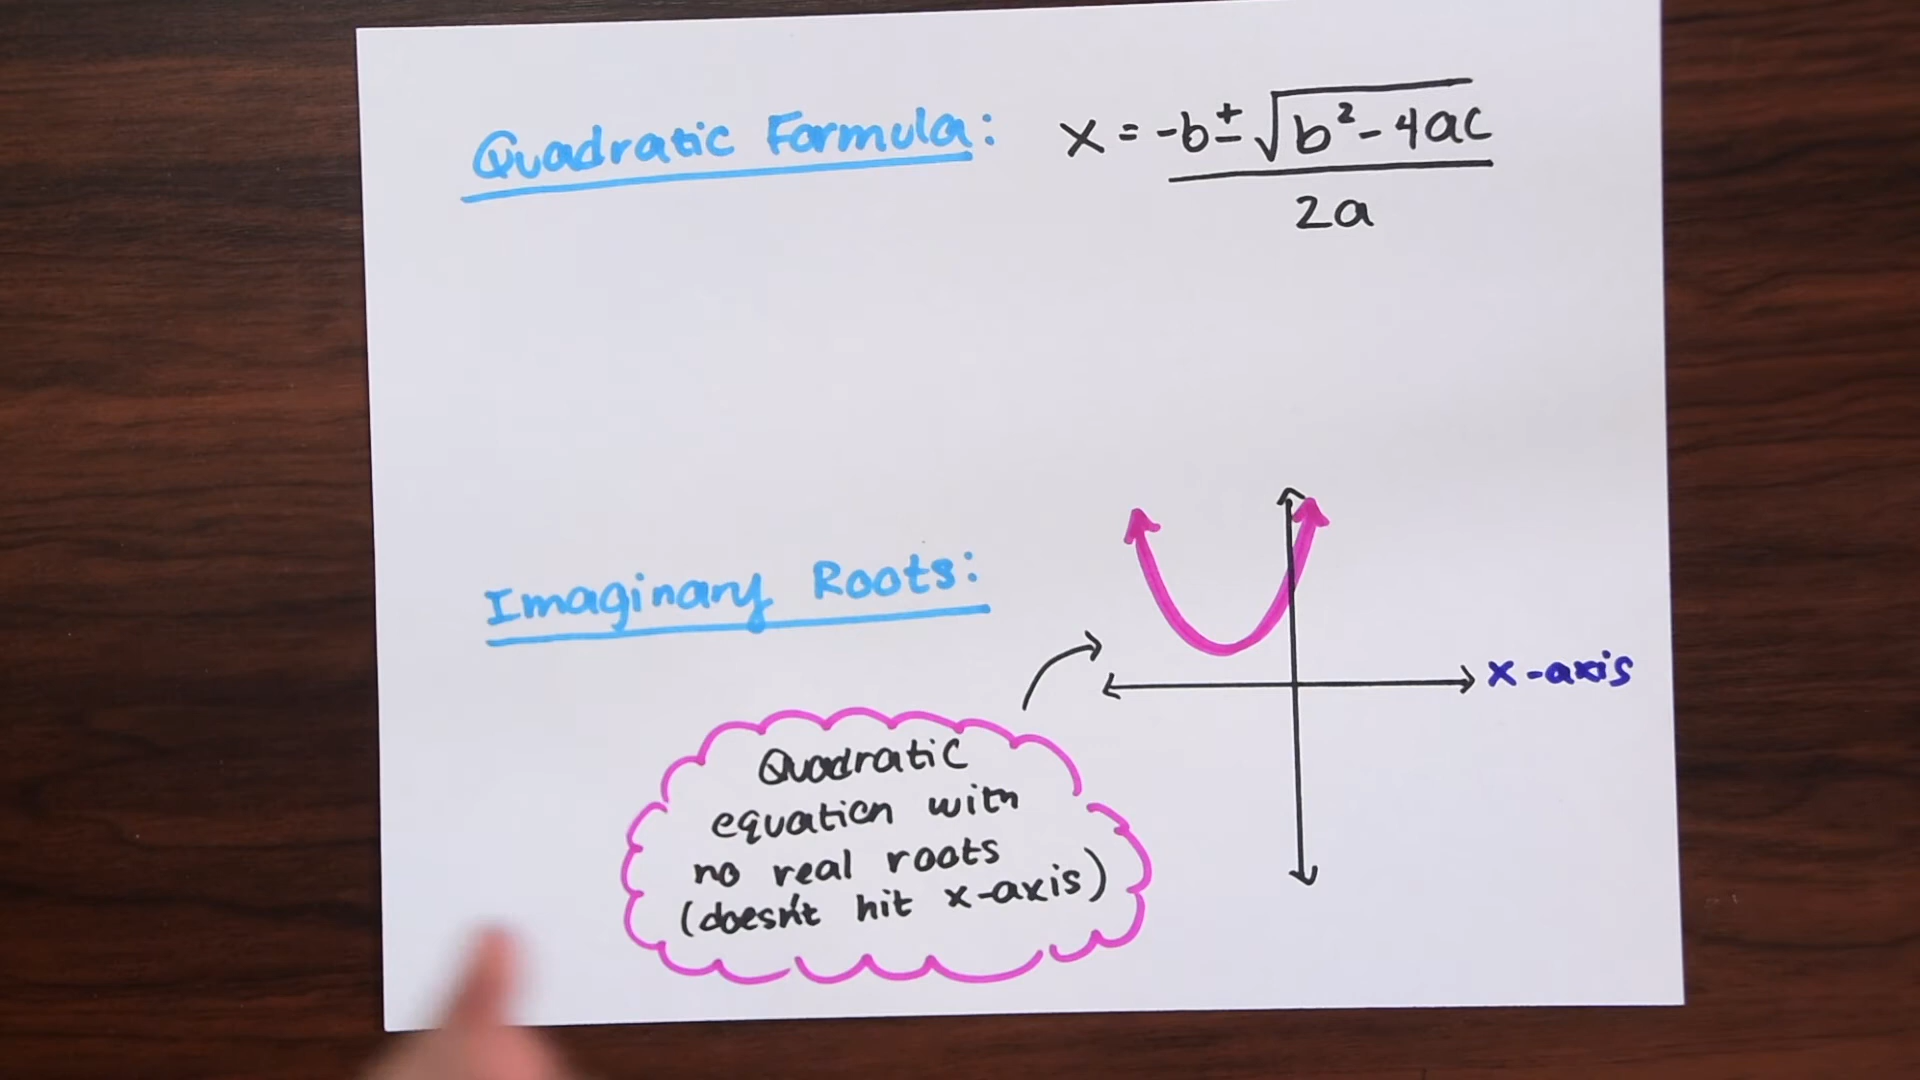 Quadratic Formula: x = -b ± √b² - 4ac / 2a
Imaginary Roots:
x-axis
Quadratic
equation with
no real roots
(doesn't hit x-axis)